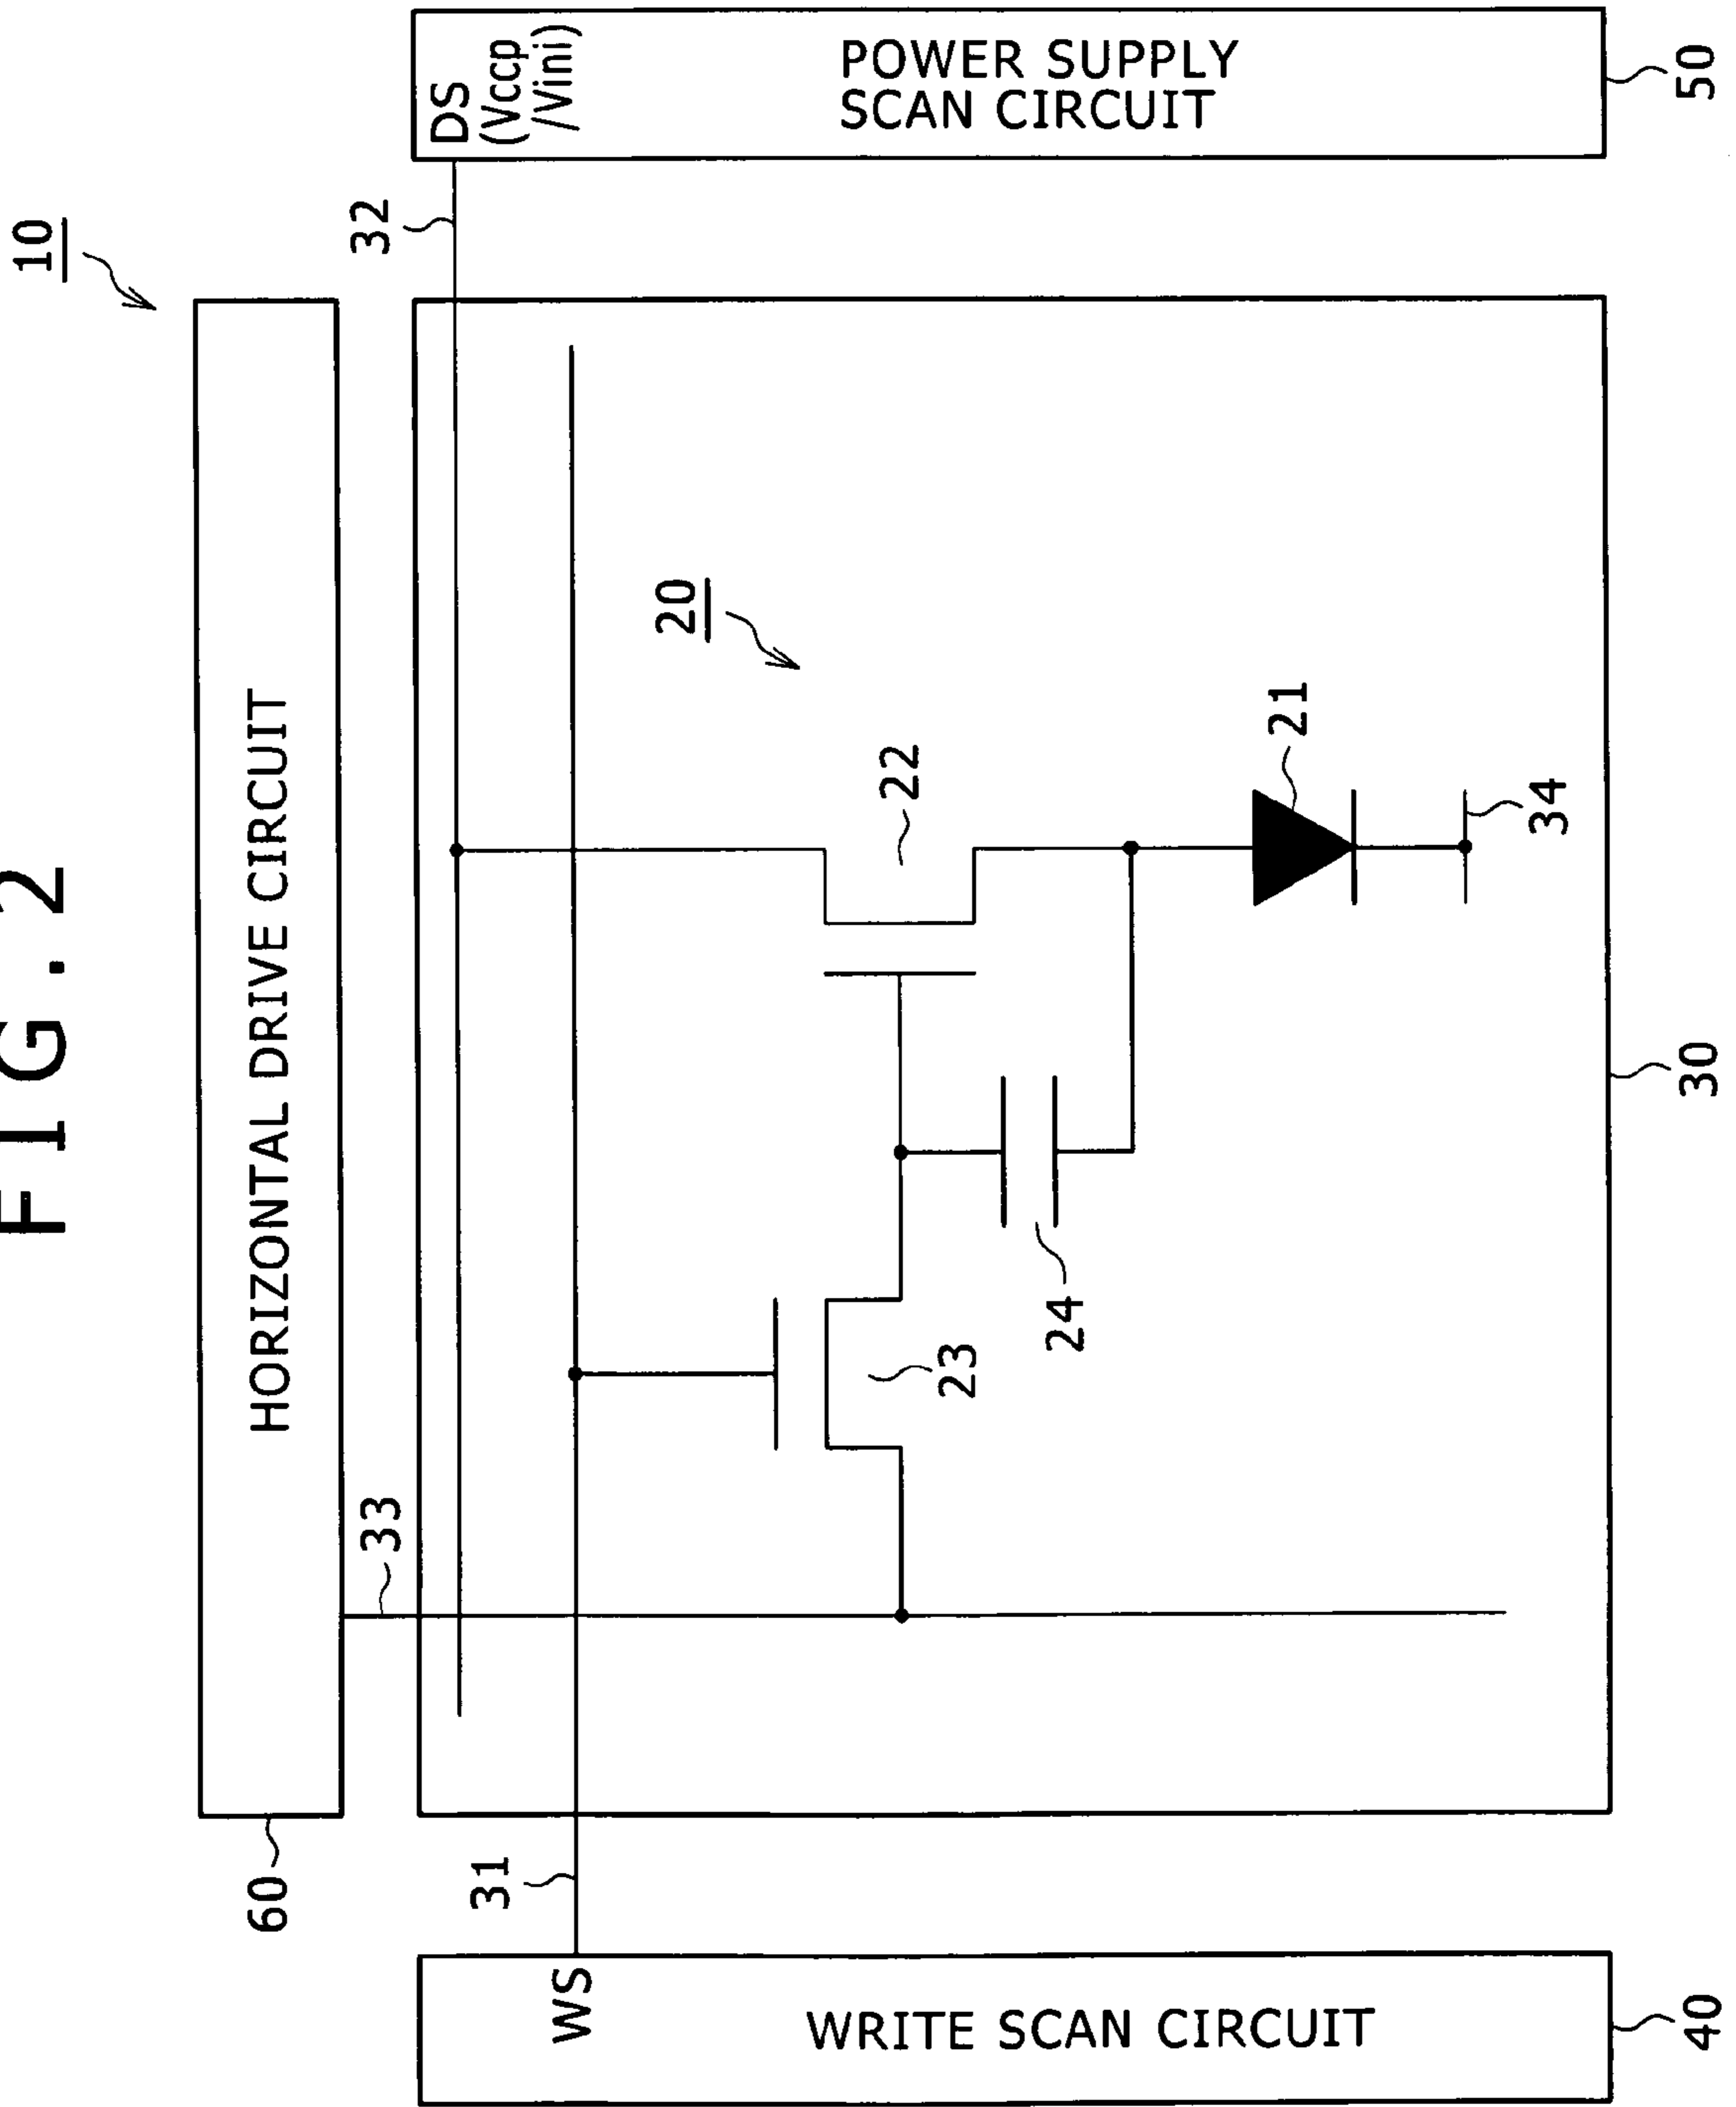 FIG.2
10
HORIZONTAL DRIVE CIRCUIT
60
33
32
31
WS
WRITE SCAN CIRCUIT
40
DS
(Vccp
/Vini)
POWER SUPPLY
SCAN CIRCUIT
50
20
22
23
24
21
34
30